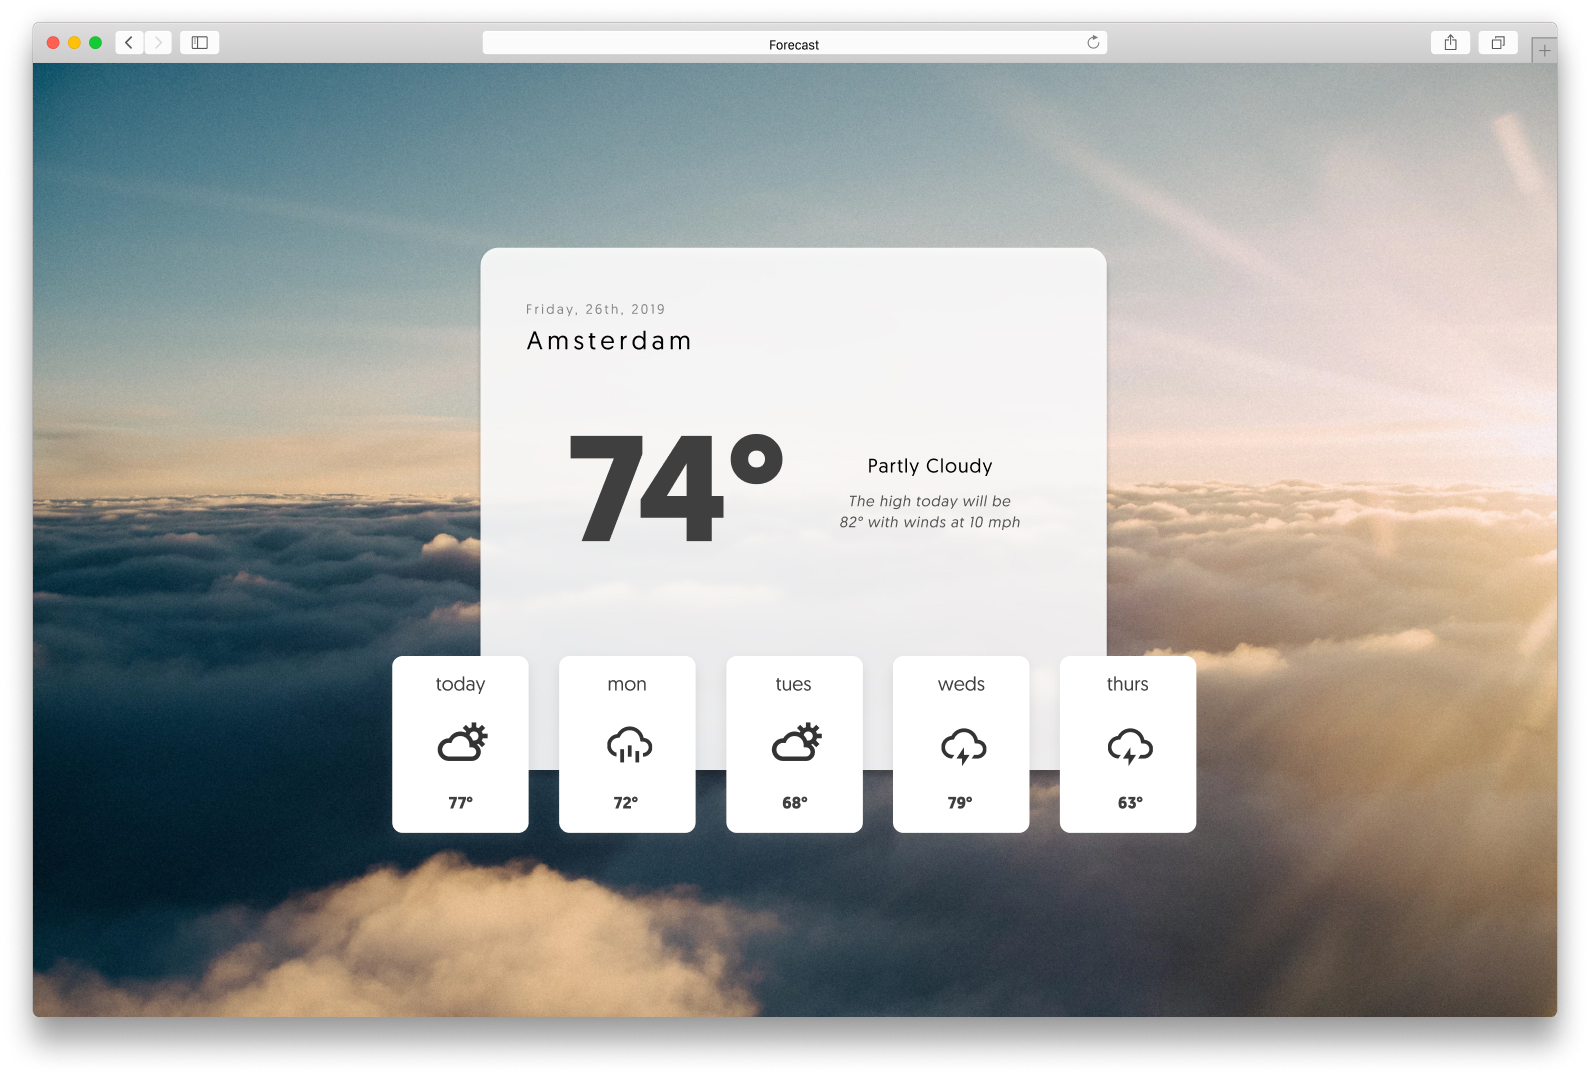 Forecast
Friday, 26th, 2019
Amsterdam
74°
Partly Cloudy
The high today will be
82° with winds at 10 mph
today
mon
tues
weds
thurs
77°
72°
68°
79°
63°